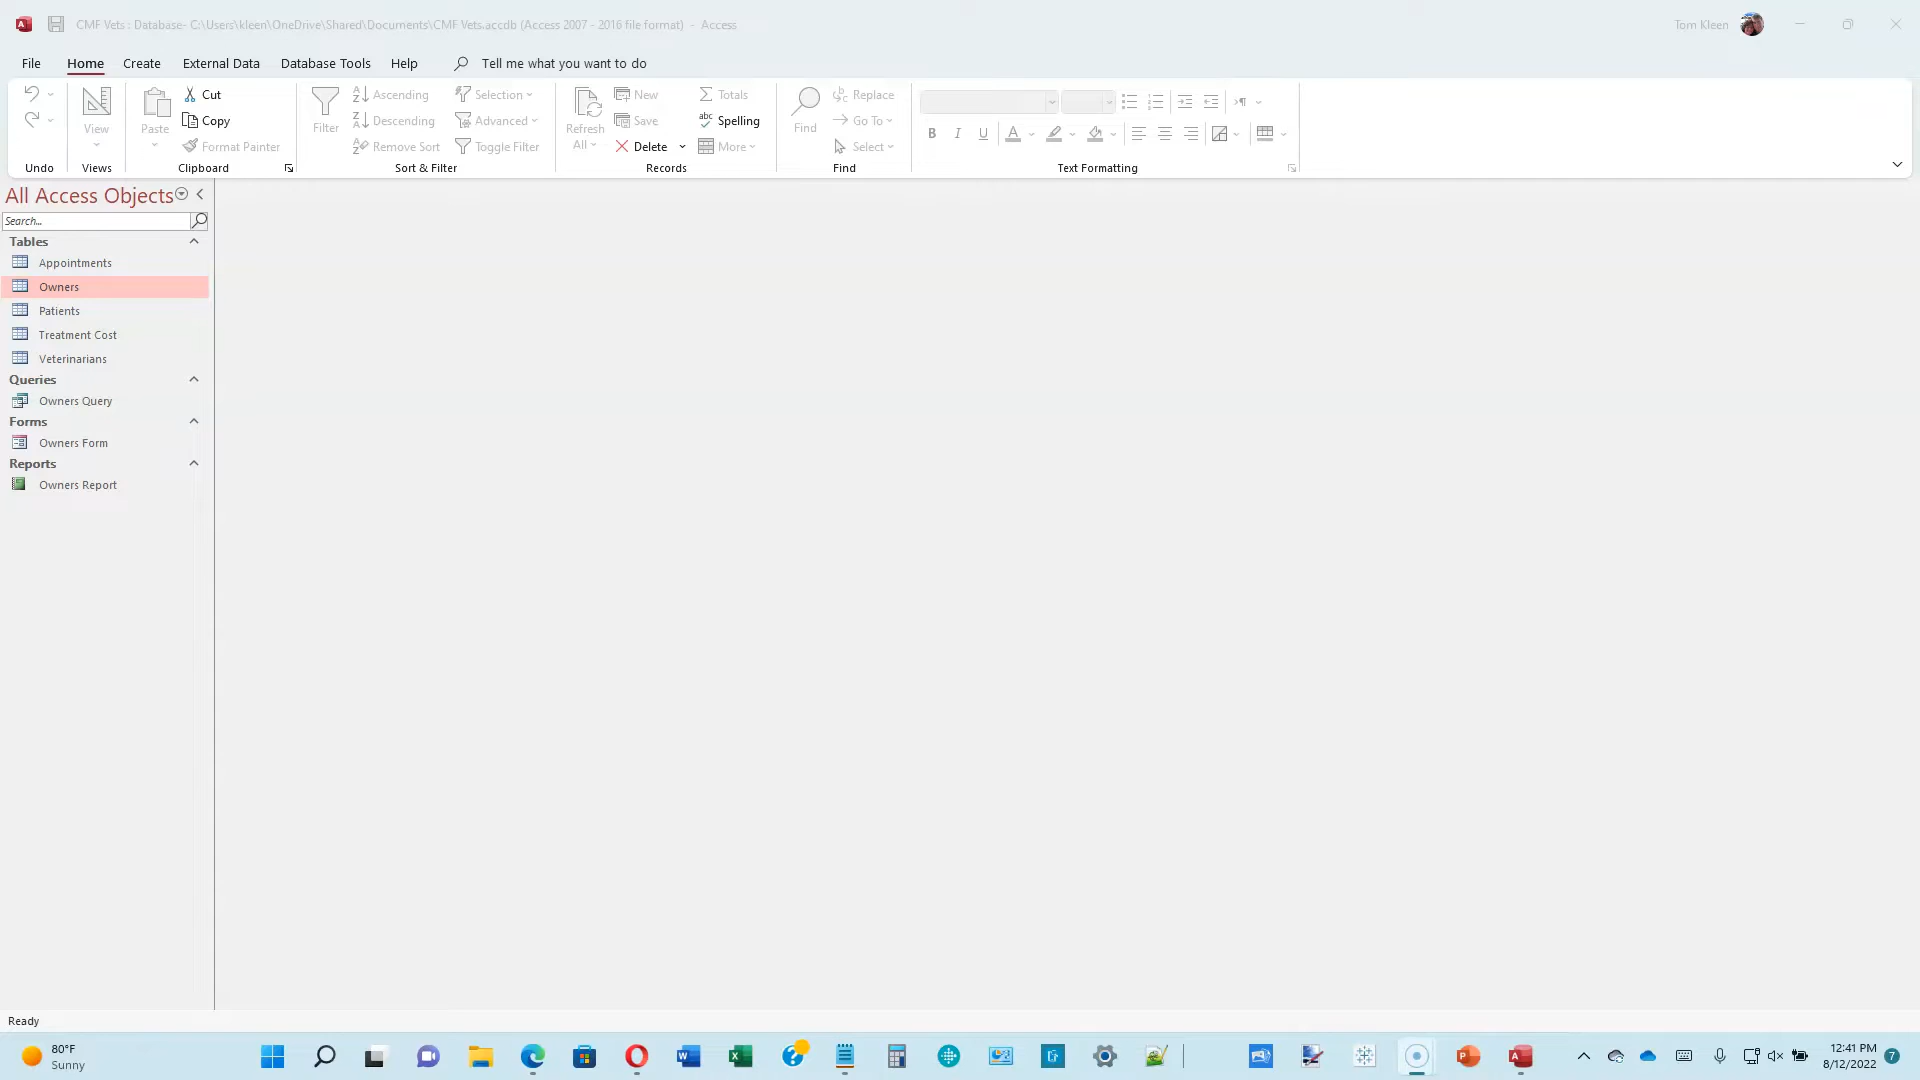 CMF Vets : Database- C:\Users\kleen\OneDrive\Shared\Documents\CMF Vets.accdb (Access 2007 - 2016 file format) - Access
Tom Kleen
File Home Create External Data Database Tools Help Tell me what you want to do
View
Views
Undo
Paste
Cut
Copy
Format Painter
Clipboard
Filter
Ascending
Descending
Remove Sort
Selection
Advanced
Toggle Filter
Sort & Filter
Refresh
All
New
Save
Delete
Totals
Spelling
More
Records
Find
Replace
Go To
Select
Find
B I U
Text Formatting
All Access Objects
Search...
Tables
Appointments
Owners
Patients
Treatment Cost
Veterinarians
Queries
Owners Query
Forms
Owners Form
Reports
Owners Report
Ready
80°F
Sunny
12:41 PM
8/12/2022
7